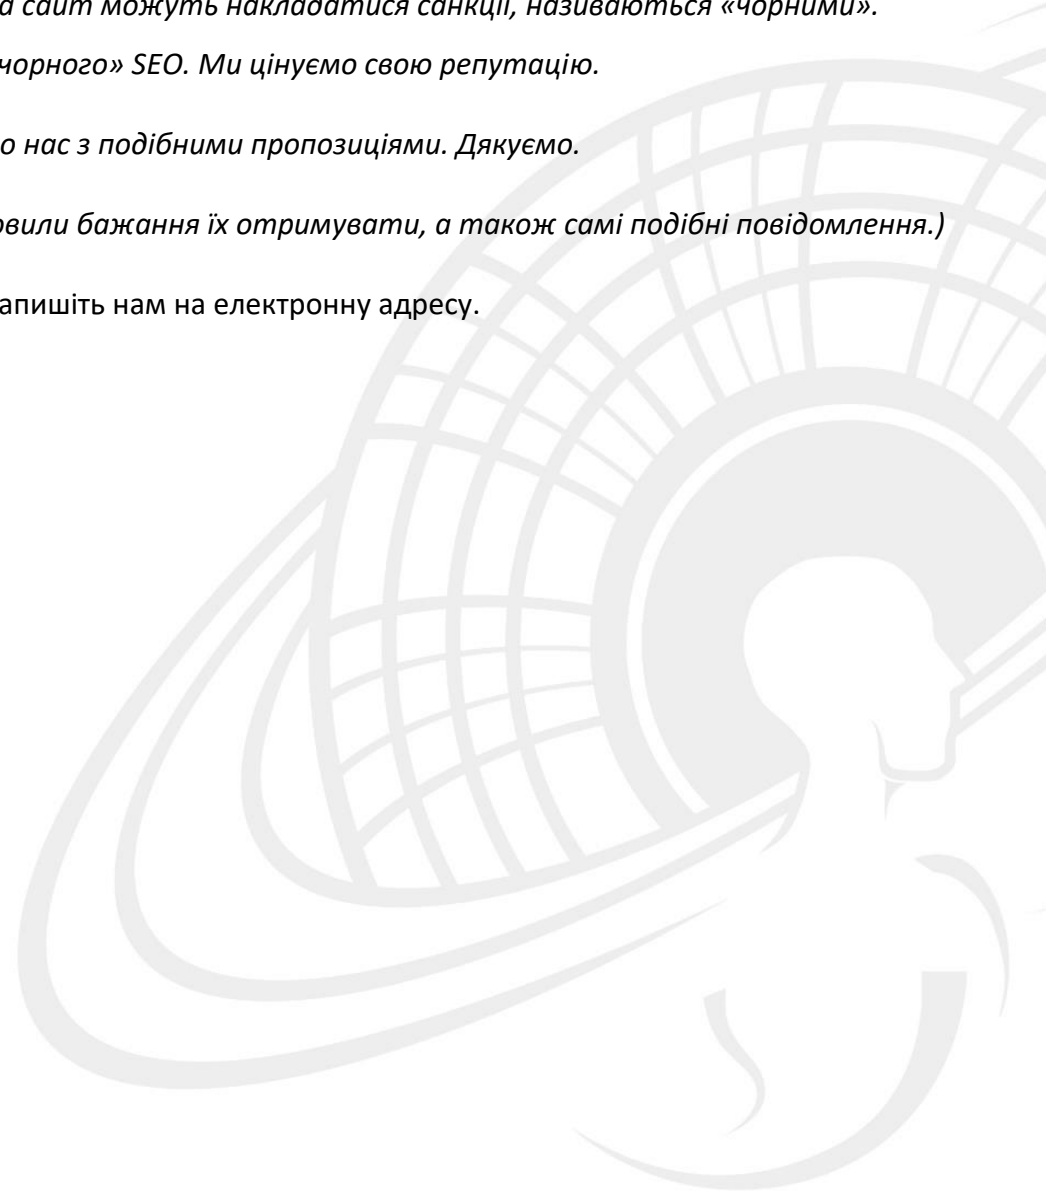 а сайт можуть накладатися санкції, називаються «чорними».
чорного» SEO. Ми цінуємо свою репутацію.
о нас з подібними пропозиціями. Дякуємо.
овили бажання їх отримувати, а також самі подібні повідомлення.)
апишіть нам на електронну адресу.